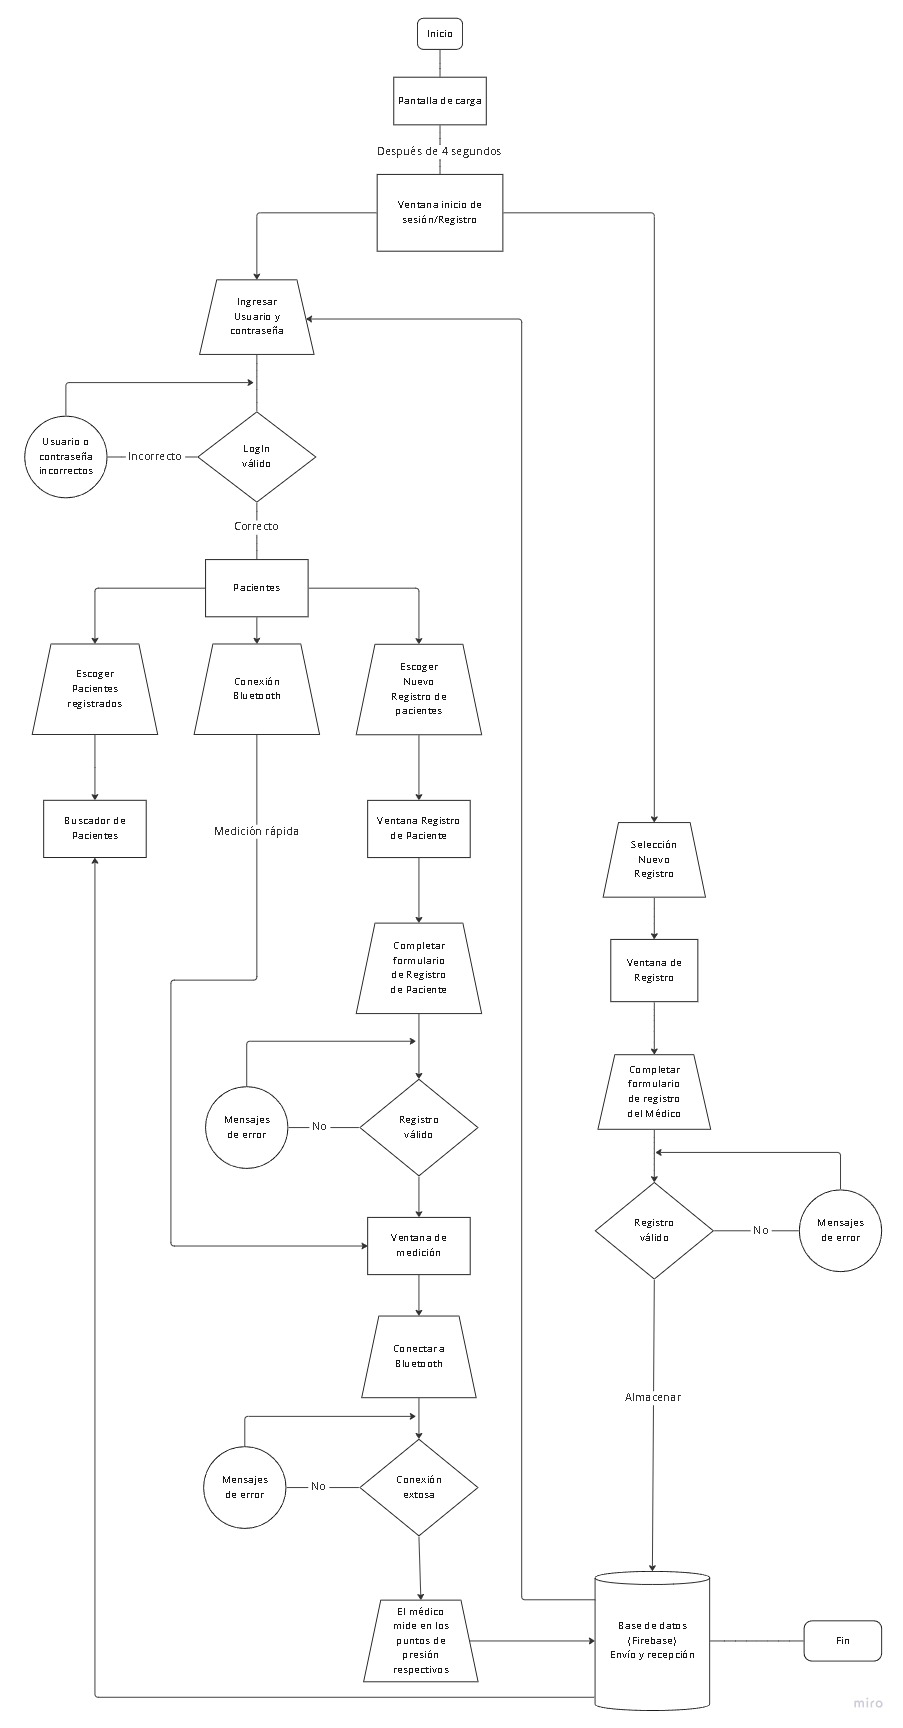 Inicio
Pantalla de carga
Después de 4 segundos
Ventana inicio de
sesión/Registro
Ingresar
Usuario y
contraseña
Usuario o
contraseña
incorrectos
Incorrecto
LogIn
válido
Correcto
Pacientes
Escoger
Pacientes
registrados
Conexión
Bluetooth
Escoger
Nuevo
Registro de
pacientes
Buscador de
Pacientes
Medición rápida
Ventana Registro
de Paciente
Selección
Nuevo
Registro
Completar
formulario
de Registro
de Paciente
Ventana de
Registro
Completar
formulario
de registro
del Médico
Mensajes
de error
No
Registro
válido
Registro
válido
No
Mensajes
de error
Ventana de
medición
Conectar a
Bluetooth
Almacenar
Mensajes
de error
No
Conexión
extosa
El médico
mide en los
puntos de
presión
respectivos
Base de datos
(Firebase)
Envío y recepción
Fin
miro